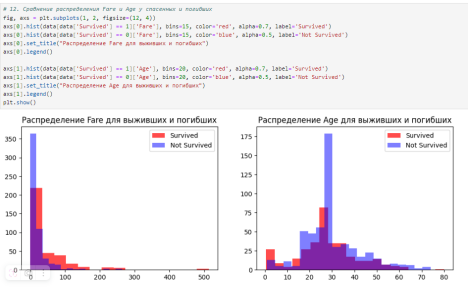 # 12. Сравнение распределения Fare и Age у спасенных и погибших
fig, axs = plt.subplots(1, 2, figsize=(12, 4))
axs[0].hist(data[data['Survived'] == 1]['Fare'], bins=15, color='red', alpha=0.7, label='Survived')
axs[0].hist(data[data['Survived'] == 0]['Fare'], bins=15, color='blue', alpha=0.5, label='Not Survived')
axs[0].set_title("Распределение Fare для выживших и погибших")
axs[0].legend()
axs[1].hist(data[data['Survived'] == 1]['Age'], bins=20, color='red', alpha=0.7, label='Survived')
axs[1].hist(data[data['Survived'] == 0]['Age'], bins=20, color='blue', alpha=0.5, label='Not Survived')
axs[1].set_title("Распределение Age для выживших и погибших")
axs[1].legend()
plt.show()
Распределение Fare для выживших и погибших
Survived
Not Survived
350
300
250
200
150
100
50
0
0 100 200 300 400 500
Распределение Age для выживших и погибших
Survived
Not Survived
175
150
125
100
75
50
25
0
0 10 20 30 40 50 60 70 80